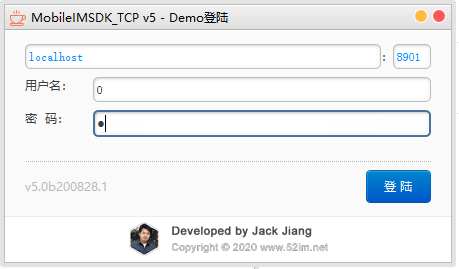 MobileIMSDK_TCP v5 - Demo登陆
localhost : 8901
用户名： 0
密 码： ●
v5.0b200828.1 登 陆
Developed by Jack Jiang
Copyright © 2020 www.52im.net